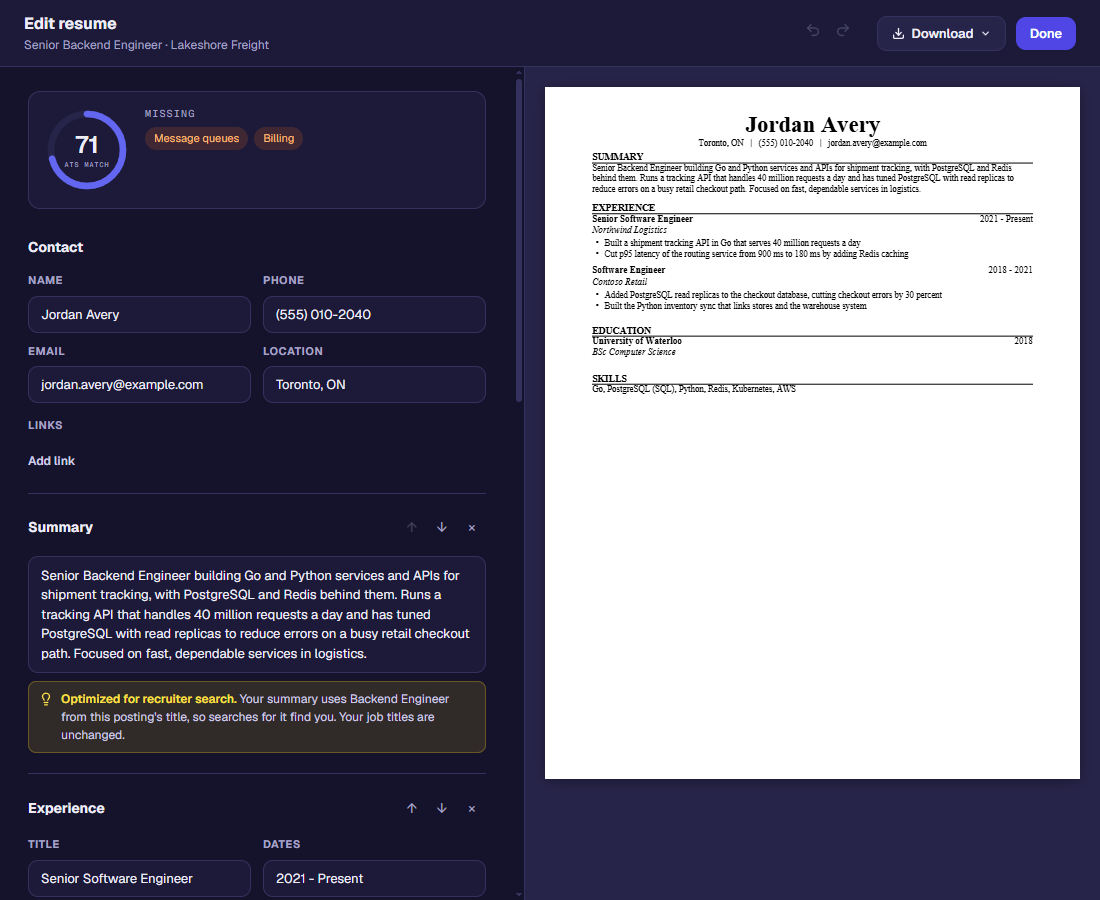 Edit resume
Senior Backend Engineer · Lakeshore Freight
Download
Done
71
ATS MATCH
MISSING
Message queues
Billing
Contact
NAME
PHONE
Jordan Avery
(555) 010-2040
EMAIL
LOCATION
jordan.avery@example.com
Toronto, ON
LINKS
Add link
Summary
Senior Backend Engineer building Go and Python services and APIs for
shipment tracking, with PostgreSQL and Redis behind them. Runs a
tracking API that handles 40 million requests a day and has tuned
PostgreSQL with read replicas to reduce errors on a busy retail checkout
path. Focused on fast, dependable services in logistics.
Optimized for recruiter search. Your summary uses Backend Engineer
from this posting's title, so searches for it find you. Your job titles are
unchanged.
Experience
TITLE
DATES
Senior Software Engineer
2021 - Present
Jordan Avery
Toronto, ON | (555) 010-2040 | jordan.avery@example.com
SUMMARY
Senior Backend Engineer building Go and Python services and APIs for shipment tracking, with PostgreSQL and Redis
behind them. Runs a tracking API that handles 40 million requests a day and has tuned PostgreSQL with read replicas to
reduce errors on a busy retail checkout path. Focused on fast, dependable services in logistics.
EXPERIENCE
Senior Software Engineer 2021 - Present
Northwind Logistics
• Built a shipment tracking API in Go that serves 40 million requests a day
• Cut p95 latency of the routing service from 900 ms to 180 ms by adding Redis caching
Software Engineer 2018 - 2021
Contoso Retail
• Added PostgreSQL read replicas to the checkout database, cutting checkout errors by 30 percent
• Built the Python inventory sync that links stores and the warehouse system
EDUCATION
University of Waterloo 2018
BSc Computer Science
SKILLS
Go, PostgreSQL (SQL), Python, Redis, Kubernetes, AWS